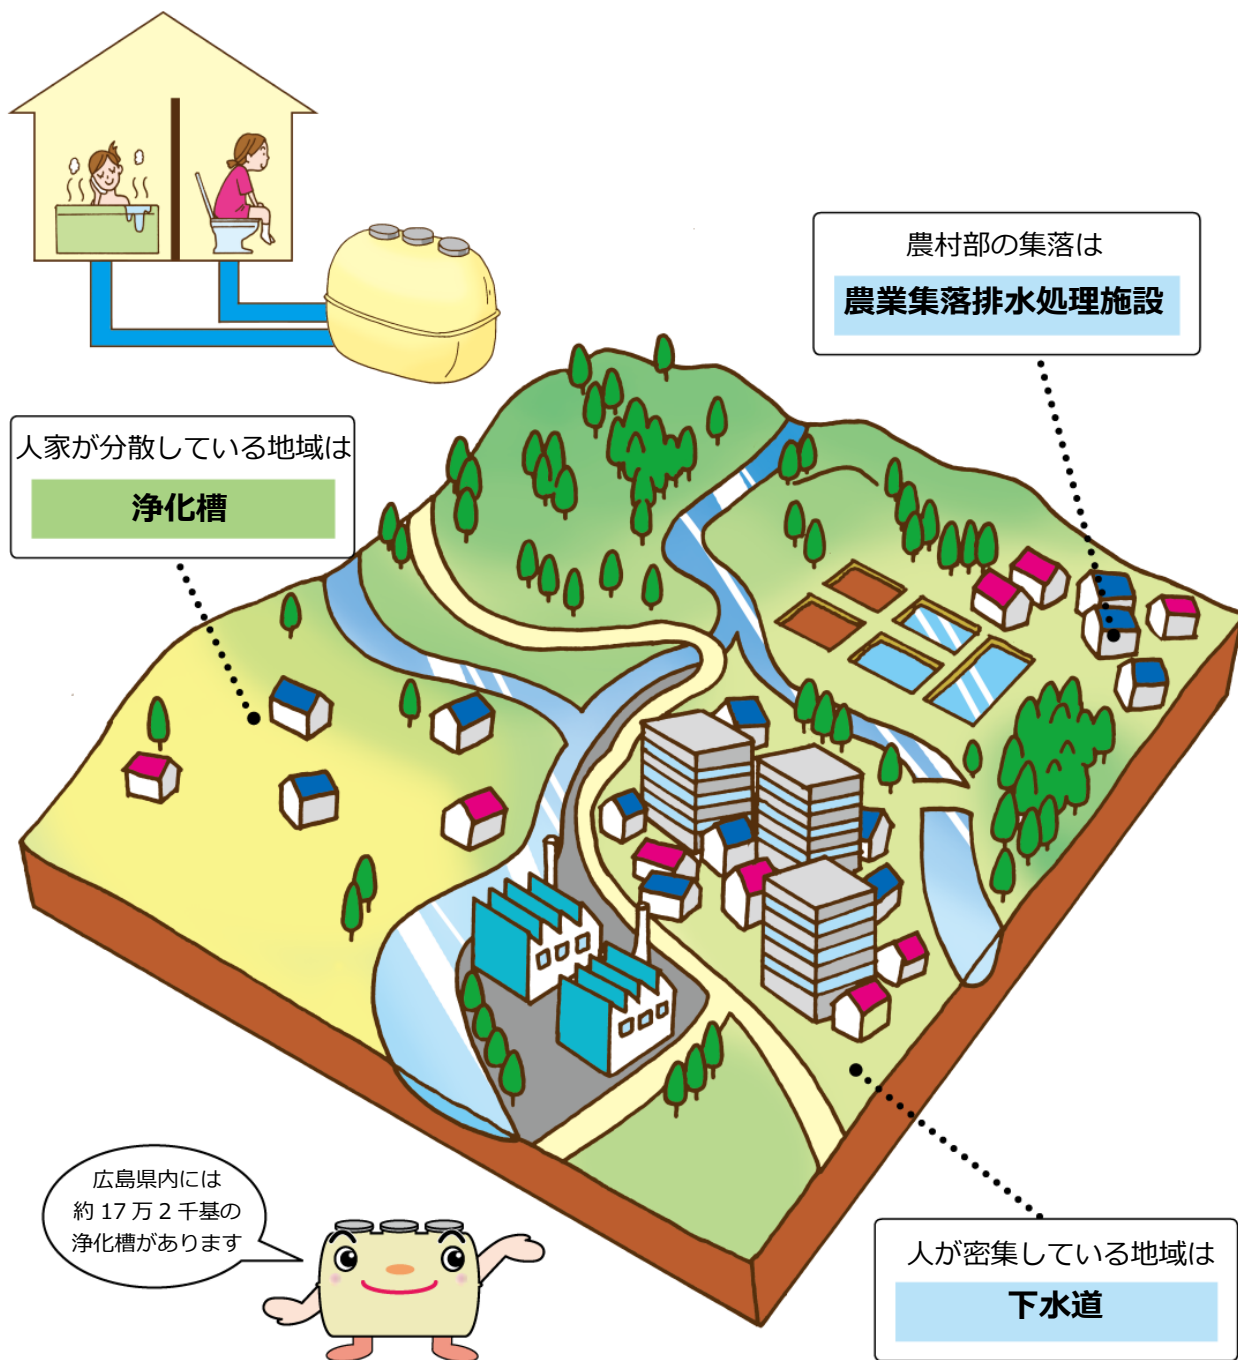 農村部の集落は
農業集落排水処理施設
人家が分散している地域は
浄化槽
広島県内には
約 17 万 2 千基の
浄化槽があります
人が密集している地域は
下水道